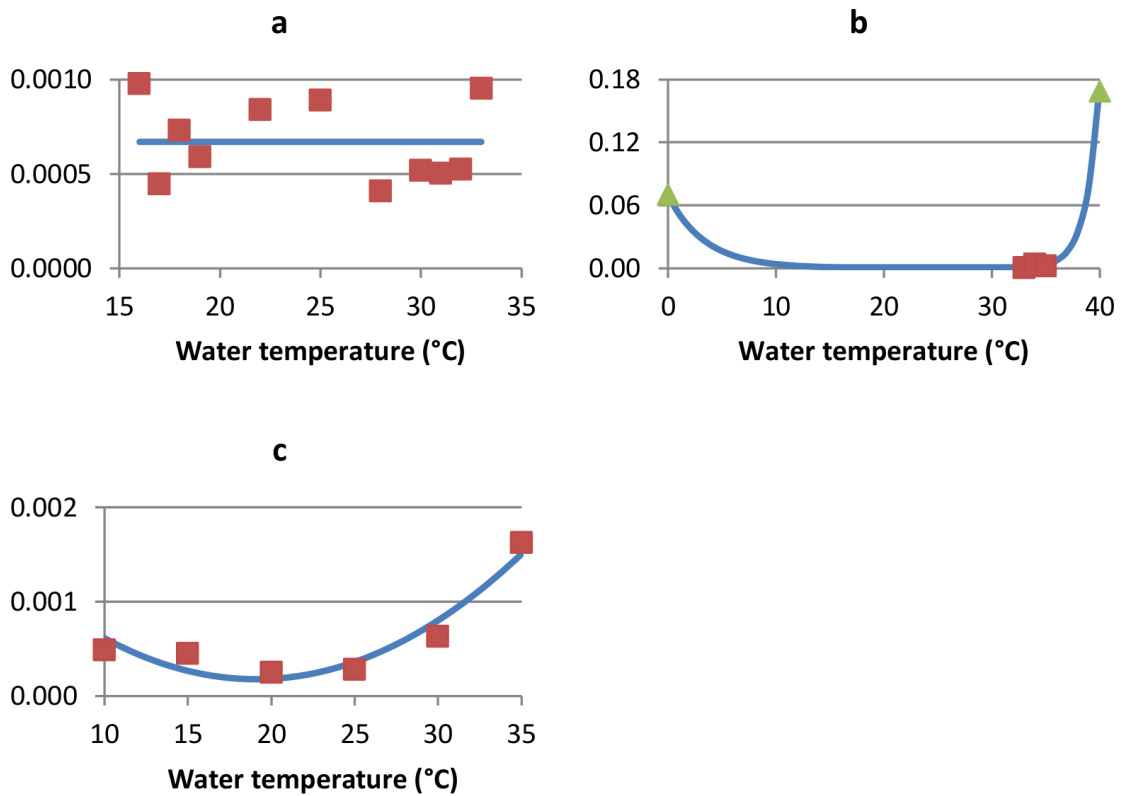 a
0.0010
0.0005
0.0000
15 20 25 30 35
Water temperature (°C)
b
0.18
0.12
0.06
0.00
0 10 20 30 40
Water temperature (°C)
c
0.002
0.001
0.000
10 15 20 25 30 35
Water temperature (°C)